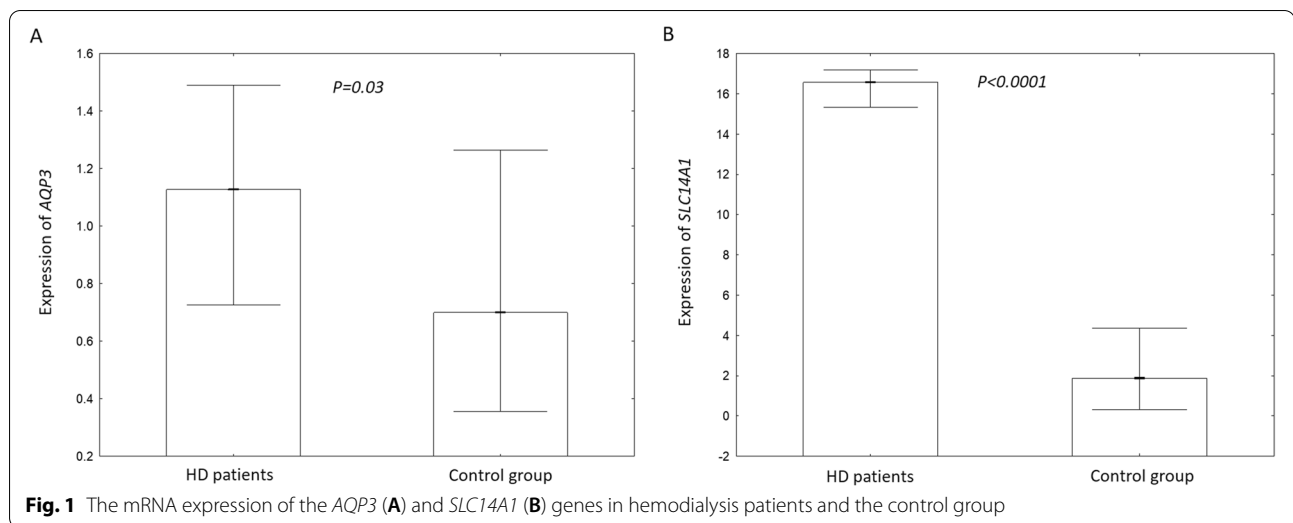 A
B
Expression of AQP3
1.6
1.4
1.2
1.0
0.8
0.6
0.4
0.2
P=0.03
HD patients
Control group
Expression of SLC14A1
18
16
14
12
10
8
6
4
2
0
-2
P<0.0001
HD patients
Control group
Fig. 1 The mRNA expression of the AQP3 (A) and SLC14A1 (B) genes in hemodialysis patients and the control group